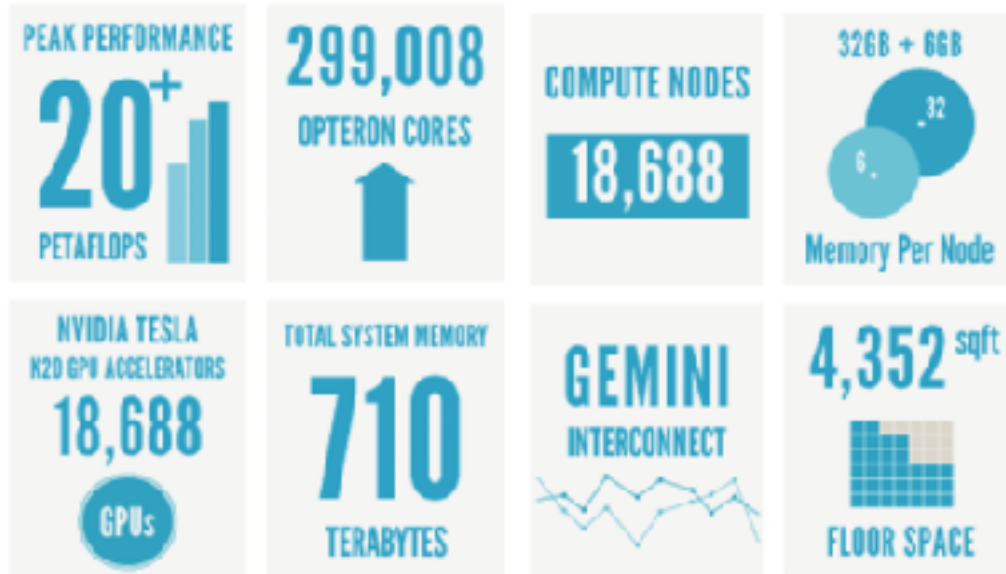 PEAK PERFORMANCE
20+
PETAFLOPS
299,008
OPTERON CORES
COMPUTE NODES
18,688
32GB + 6GB
32
6
Memory Per Node
NVIDIA TESLA
K20 GPU ACCELERATORS
18,688
GPUs
TOTAL SYSTEM MEMORY
710
TERABYTES
GEMINI
INTERCONNECT
4,352 sqft
FLOOR SPACE